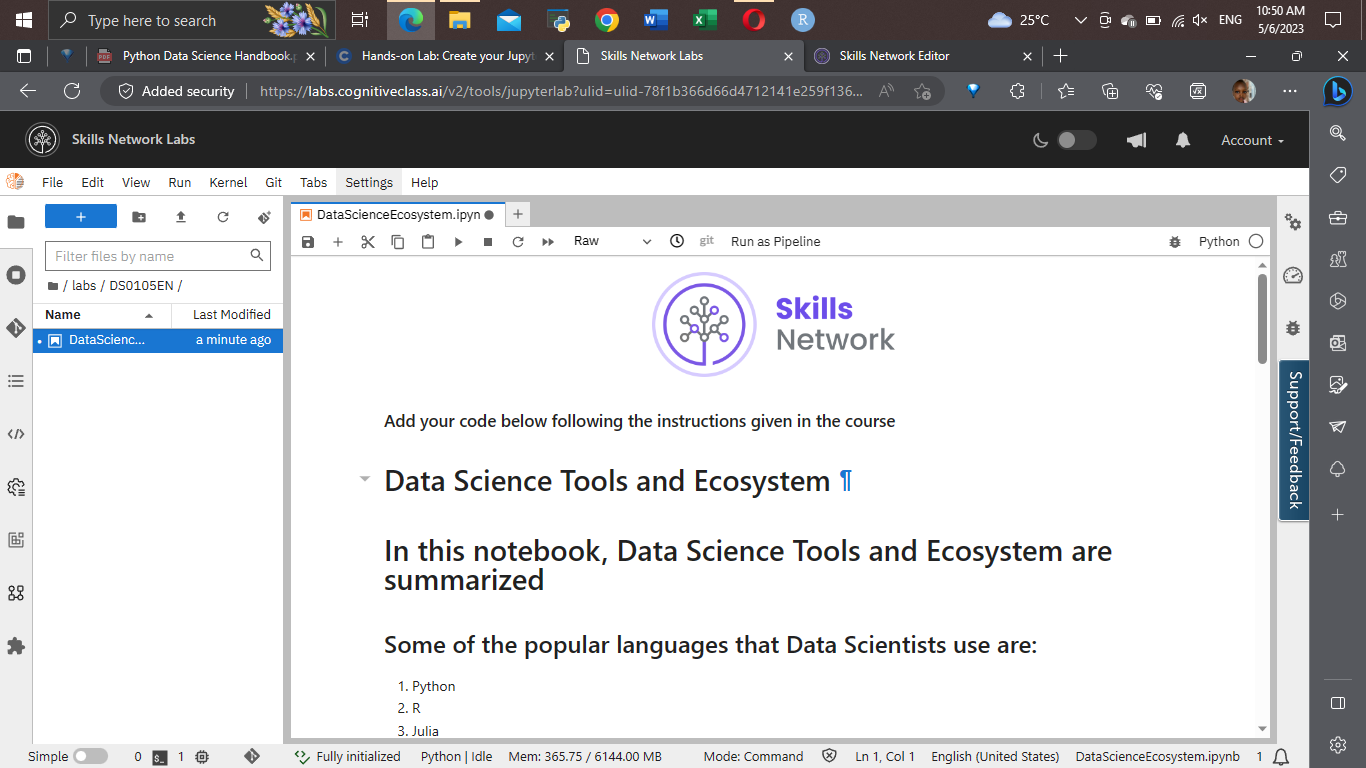 Type here to search
25°C
ENG
10:50 AM
5/6/2023
Python Data Science Handbook.p
Hands-on Lab: Create your Jupyt
Skills Network Labs
Skills Network Editor
Added security
https://labs.cognitiveclass.ai/v2/tools/jupyterlab?ulid=ulid-78f1b366d66d4712141e259f136...
Skills Network Labs
Account
File Edit View Run Kernel Git Tabs Settings Help
DataScienceEcosystem.ipyn
Raw
git
Run as Pipeline
Python
Filter files by name
/ labs / DS0105EN /
Name Last Modified
DataScienc... a minute ago
Skills
Network
Add your code below following the instructions given in the course
Data Science Tools and Ecosystem ¶
In this notebook, Data Science Tools and Ecosystem are
summarized
Some of the popular languages that Data Scientists use are:
1. Python
2. R
3. Julia
Support/Feedback
Simple 0 1 Fully initialized Python | Idle Mem: 365.75 / 6144.00 MB Mode: Command Ln 1, Col 1 English (United States) DataScienceEcosystem.ipynb 1